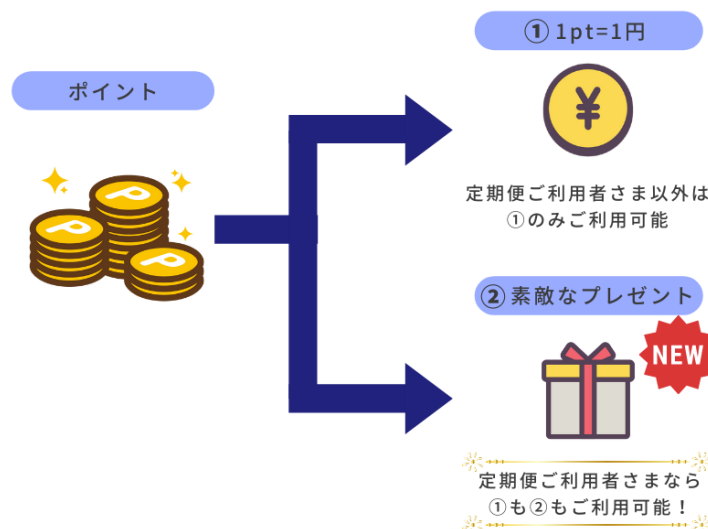 ポイント
P
P
P
① 1pt=1円
¥
定期便ご利用者さま以外は
①のみご利用可能
②素敵なプレゼント
NEW
定期便ご利用者さまなら
①も②もご利用可能！